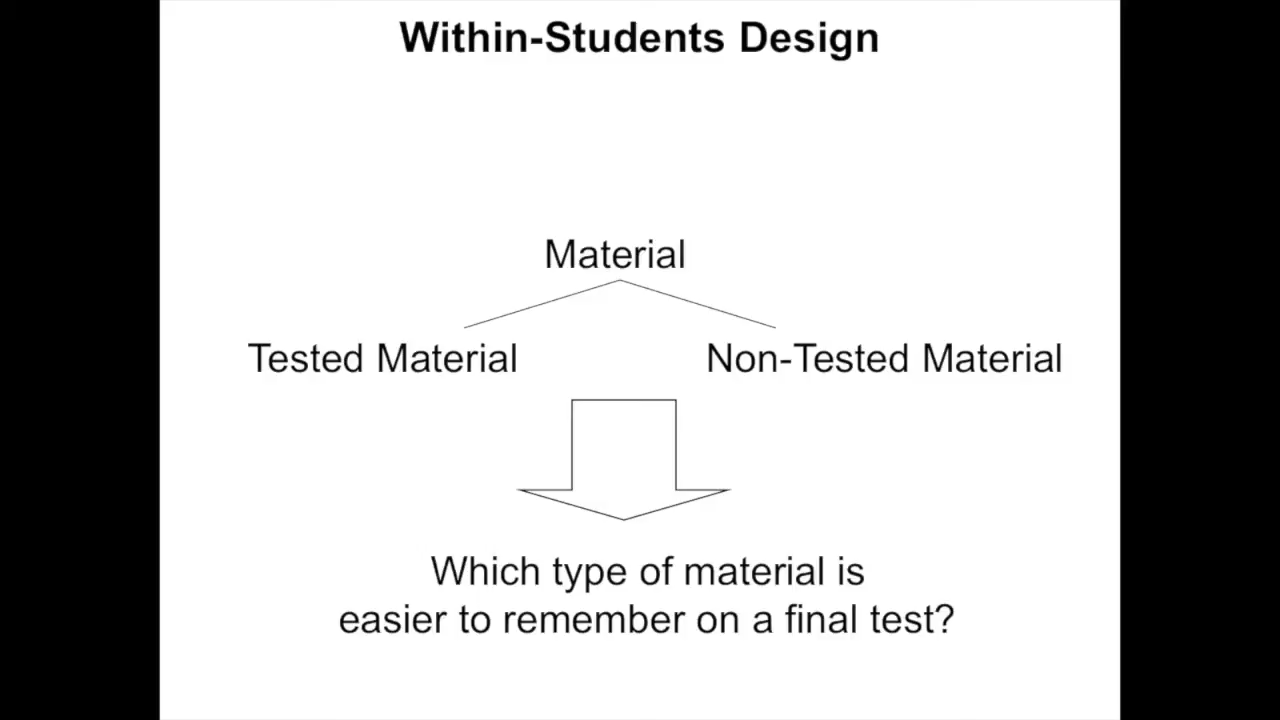 Within-Students Design
Material
Tested Material
Non-Tested Material
Which type of material is
easier to remember on a final test?